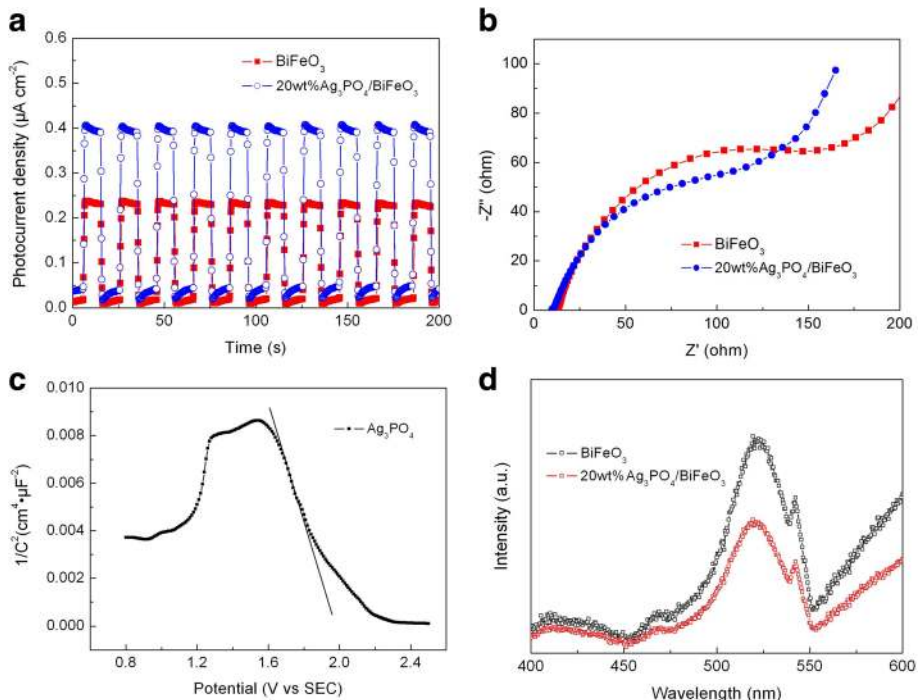 a
0.6
0.5
0.4
0.3
0.2
0.1
0.0
Photocurrent density (μA cm⁻²)
BiFeO₃
20wt%Ag₃PO₄/BiFeO₃
0 50 100 150 200
Time (s)
b
100
80
60
40
20
0
-Z" (ohm)
BiFeO₃
20wt%Ag₃PO₄/BiFeO₃
0 50 100 150 200
Z' (ohm)
c
0.010
0.008
0.006
0.004
0.002
0.000
1/C²(cm⁴•μF⁻²)
Ag₃PO₄
0.8 1.2 1.6 2.0 2.4
Potential (V vs SEC)
d
Intensity (a.u.)
BiFeO₃
20wt%Ag₃PO₄/BiFeO₃
400 450 500 550 600
Wavelength (nm)